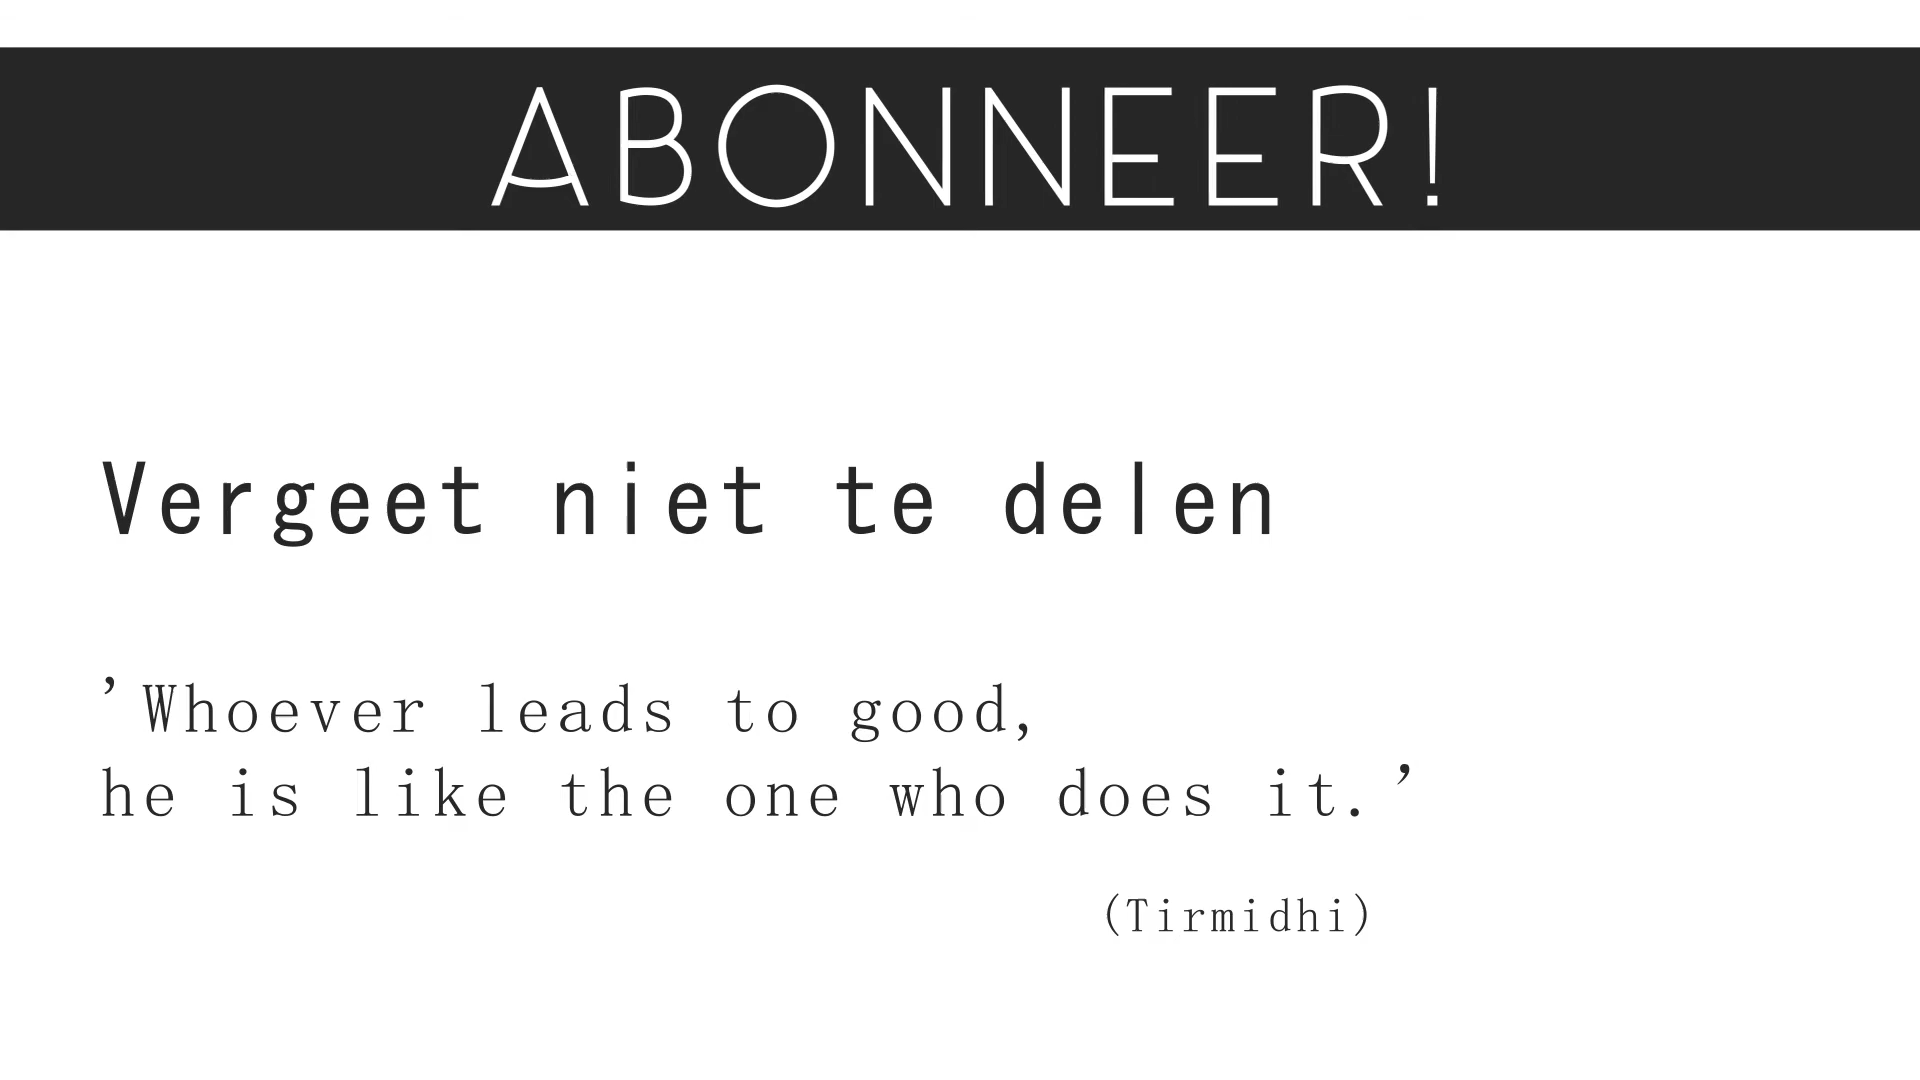 ABONNEER!
Vergeet niet te delen
’Whoever leads to good,
he is like the one who does it.’
(Tirmidhi)